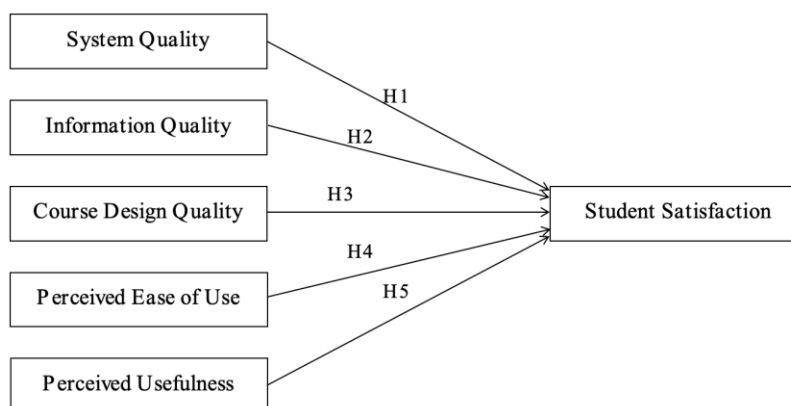 System Quality
H1
Information Quality
H2
Course Design Quality
H3
Student Satisfaction
H4
Perceived Ease of Use
H5
Perceived Usefulness